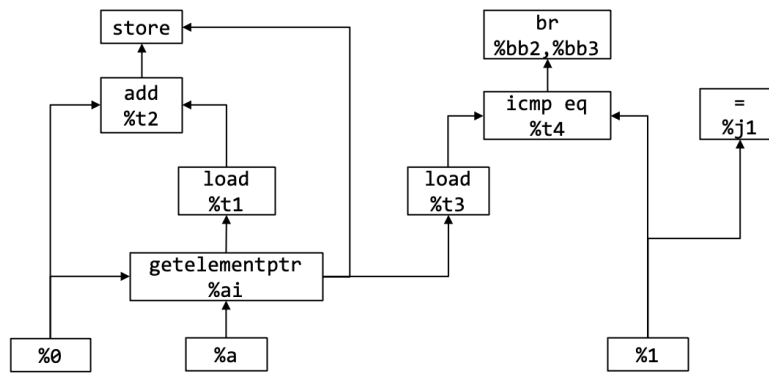 store
br
%bb2,%bb3
add
%t2
icmp eq
%t4
=
%j1
load
%t1
load
%t3
getelementptr
%ai
%0
%a
%1